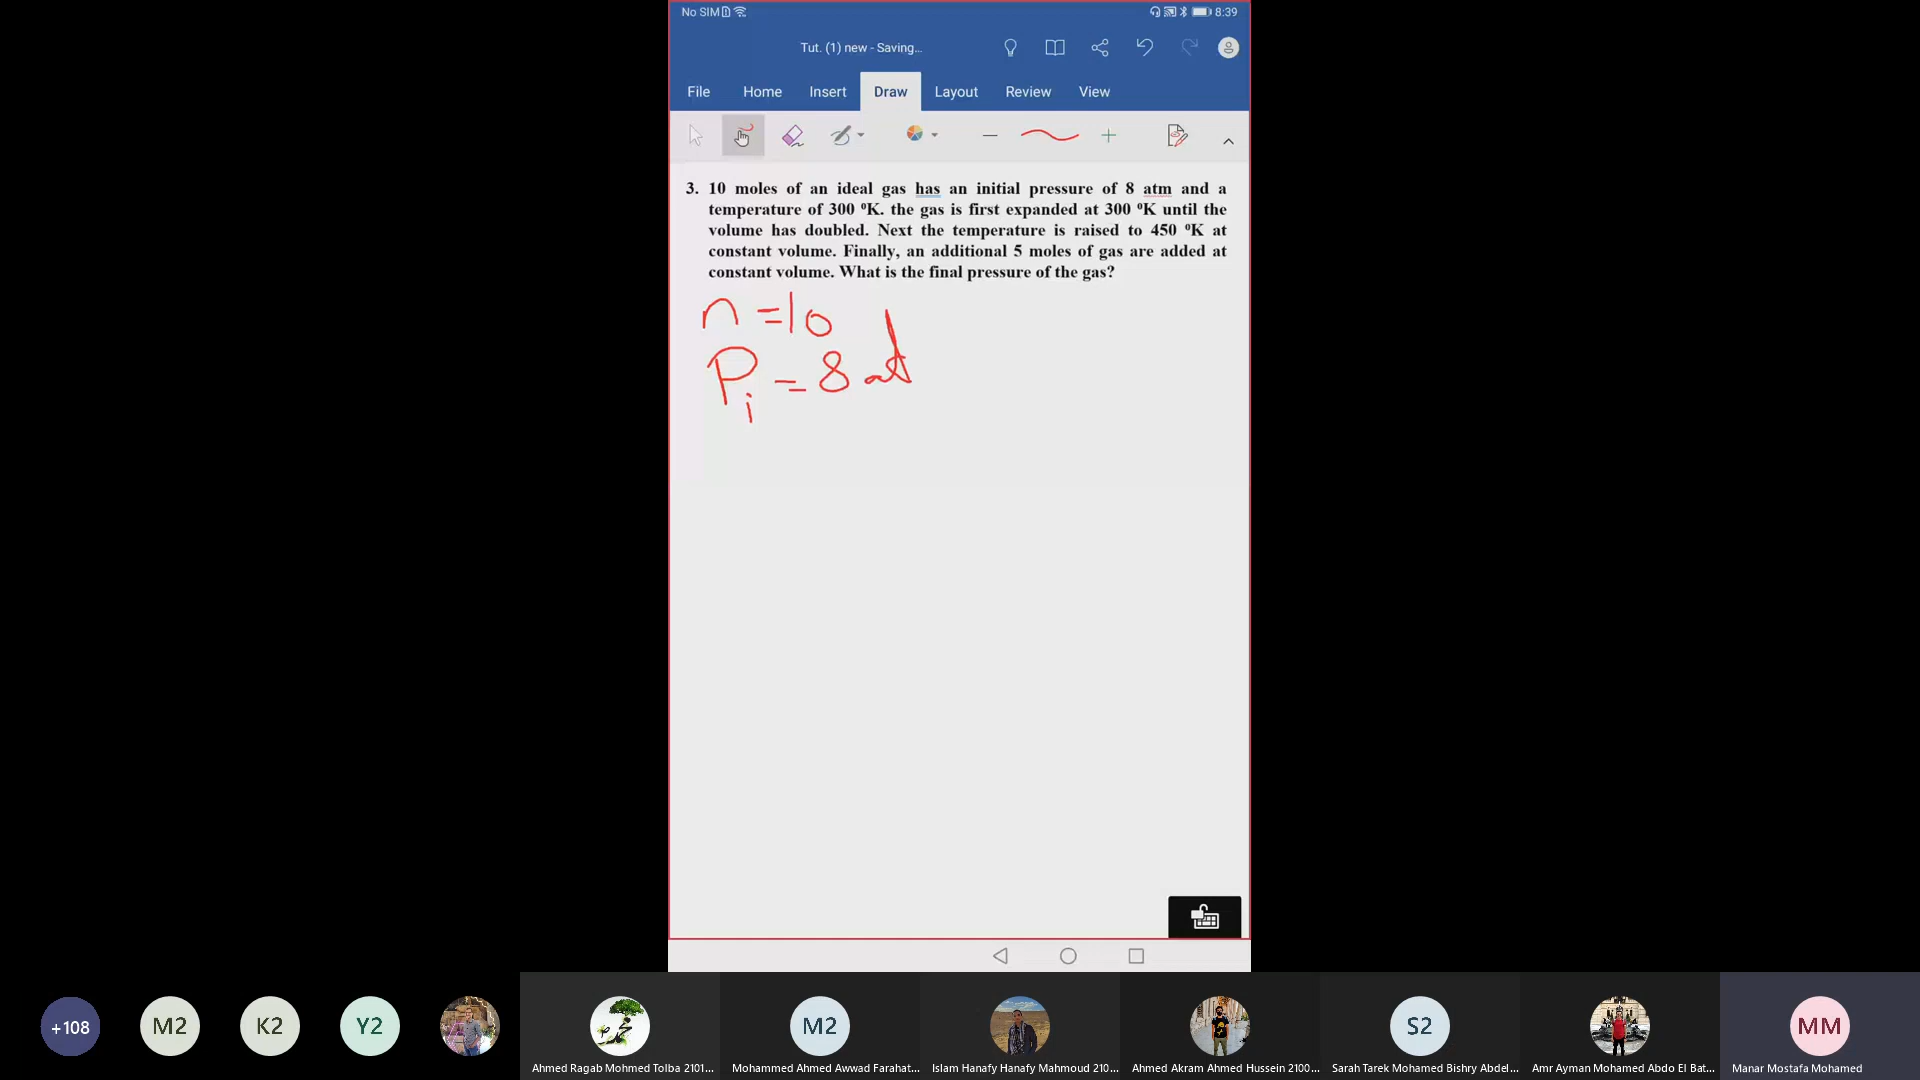 No SIM
8:39
Tut. (1) new - Saving...
File Home Insert Draw Layout Review View
3. 10 moles of an ideal gas has an initial pressure of 8 atm and a
temperature of 300 ⁰K. the gas is first expanded at 300 ⁰K until the
volume has doubled. Next the temperature is raised to 450 ⁰K at
constant volume. Finally, an additional 5 moles of gas are added at
constant volume. What is the final pressure of the gas?
n = 10
Pi = 8 at
+108 M2 K2 Y2 M2 S2 MM
Ahmed Ragab Mohmed Tolba 2101... Mohammed Ahmed Awwad Farahat... Islam Hanafy Hanafy Mahmoud 210... Ahmed Akram Ahmed Hussein 2100... Sarah Tarek Mohamed Bishry Abdel... Amr Ayman Mohamed Abdo El Bat... Manar Mostafa Mohamed